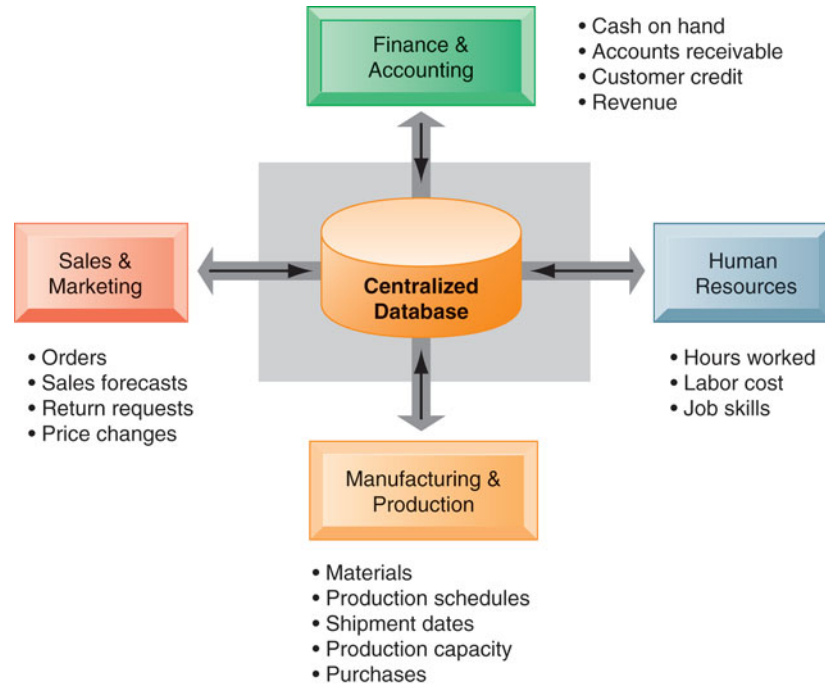 Finance &
Accounting
• Cash on hand
• Accounts receivable
• Customer credit
• Revenue
Sales &
Marketing
• Orders
• Sales forecasts
• Return requests
• Price changes
Centralized
Database
Human
Resources
• Hours worked
• Labor cost
• Job skills
Manufacturing &
Production
• Materials
• Production schedules
• Shipment dates
• Production capacity
• Purchases